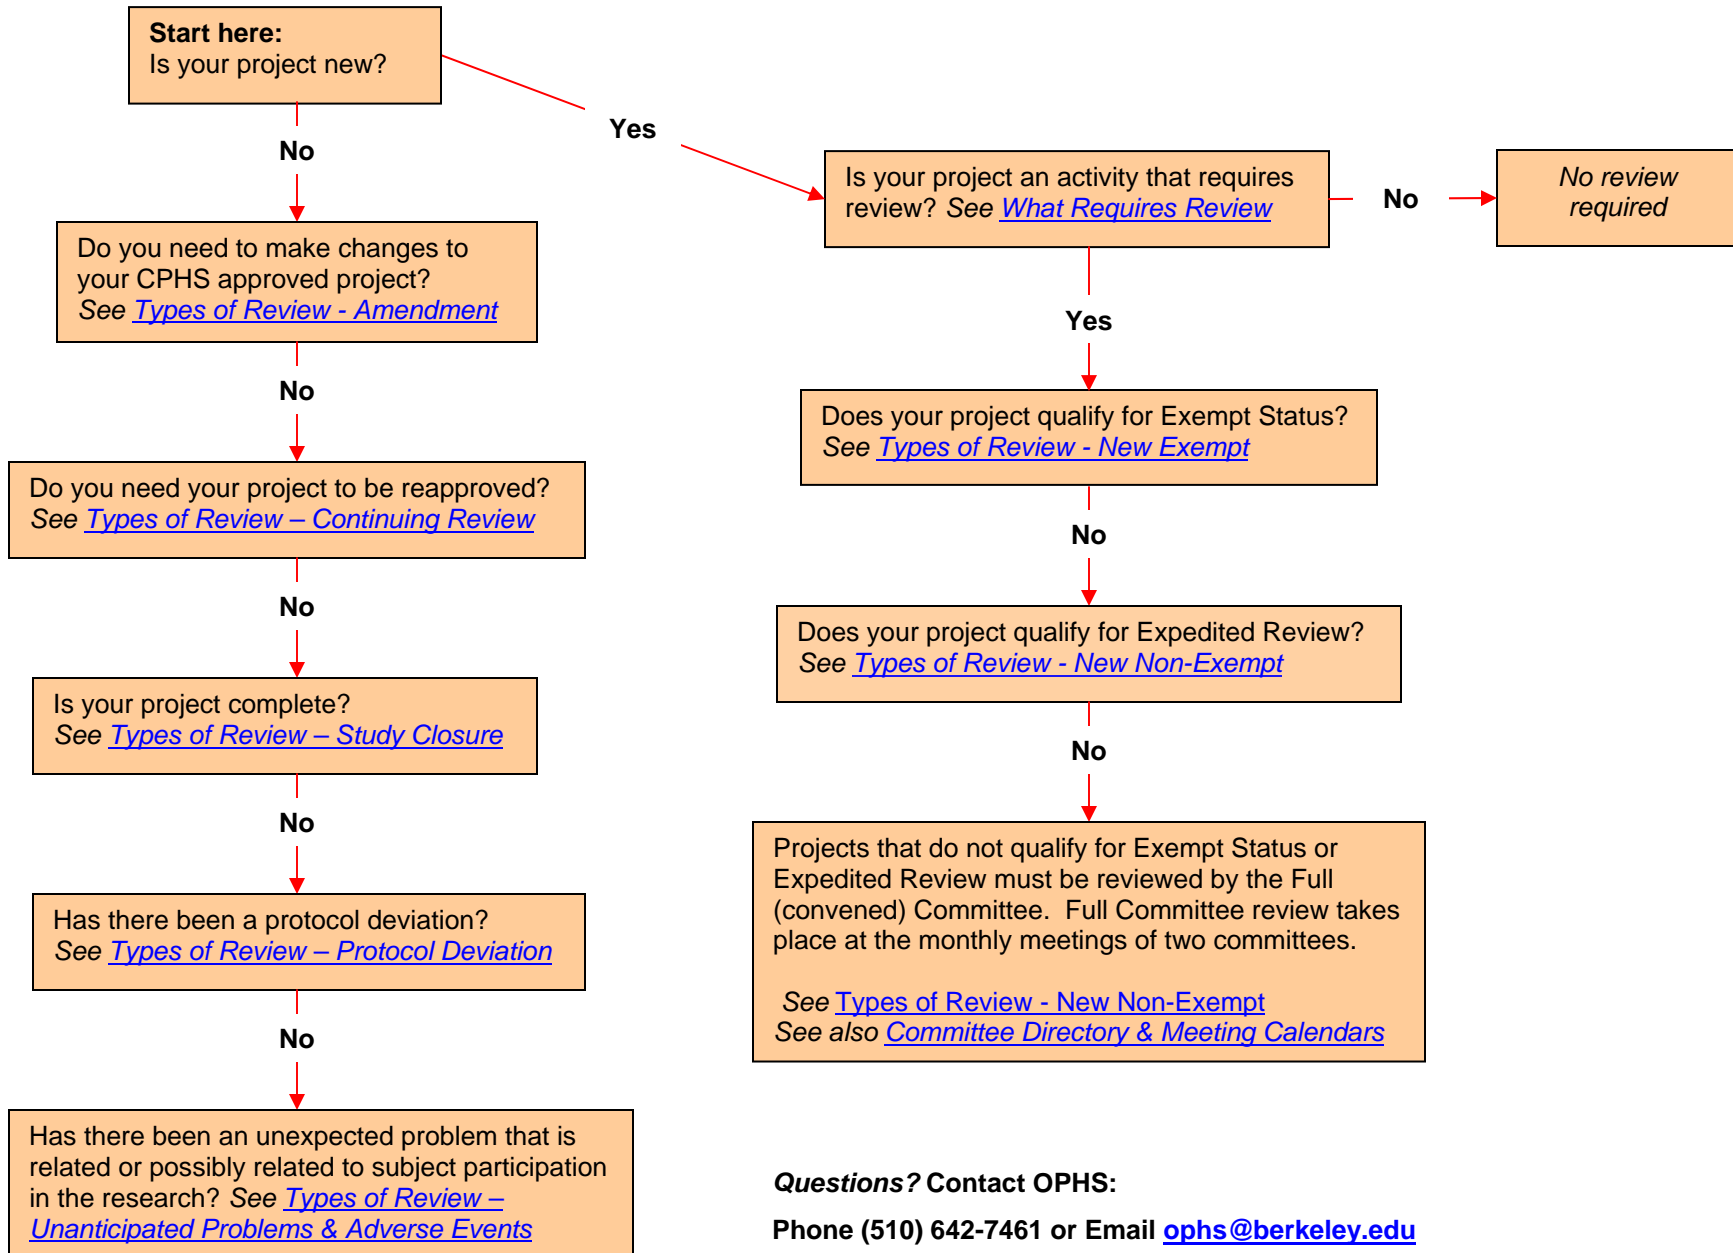 Start here:
Is your project new?
No
Yes
Is your project an activity that requires
review? See What Requires Review
No
No review
required
Do you need to make changes to
your CPHS approved project?
See Types of Review - Amendment
Yes
No
Does your project qualify for Exempt Status?
See Types of Review - New Exempt
Do you need your project to be reapproved?
See Types of Review – Continuing Review
No
No
Does your project qualify for Expedited Review?
See Types of Review - New Non-Exempt
Is your project complete?
See Types of Review – Study Closure
No
No
Projects that do not qualify for Exempt Status or
Expedited Review must be reviewed by the Full
(convened) Committee.  Full Committee review takes
place at the monthly meetings of two committees.
See Types of Review - New Non-Exempt
See also Committee Directory & Meeting Calendars
Has there been a protocol deviation?
See Types of Review – Protocol Deviation
No
Has there been an unexpected problem that is
related or possibly related to subject participation
in the research? See Types of Review –
Unanticipated Problems & Adverse Events
Questions? Contact OPHS:
Phone (510) 642-7461 or Email ophs@berkeley.edu